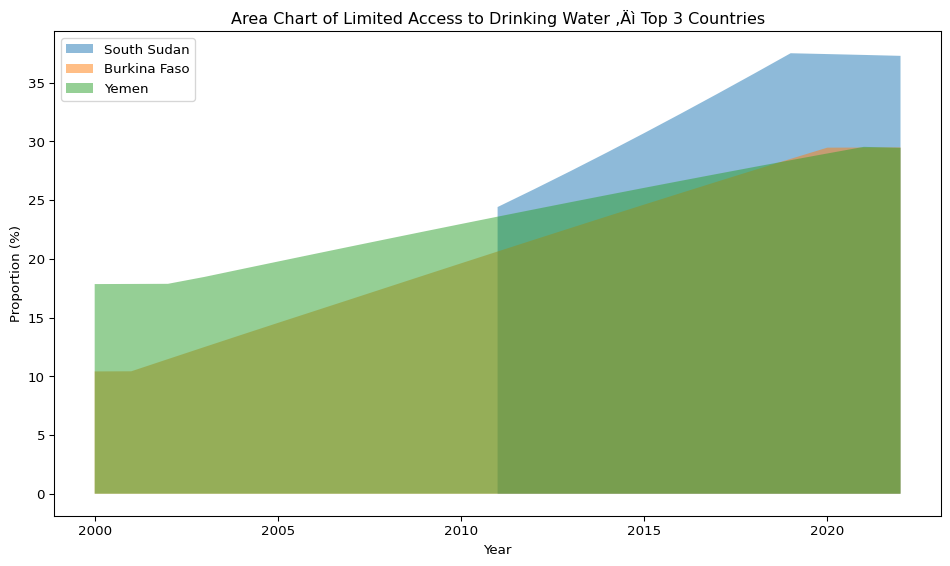 Area Chart of Limited Access to Drinking Water ‚Äì Top 3 Countries
South Sudan
Burkina Faso
Yemen
Proportion (%)
35
30
25
20
15
10
5
0
2000 2005 2010 2015 2020
Year